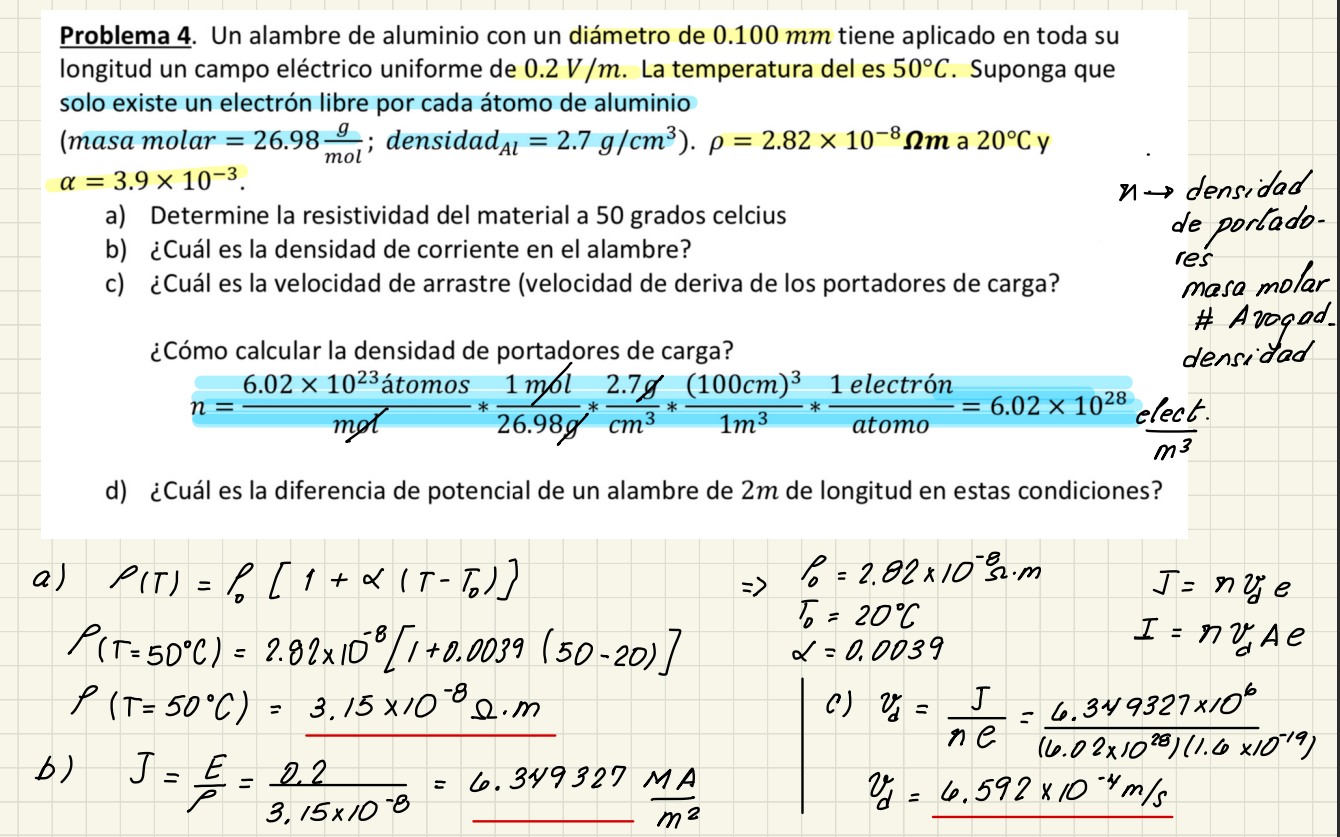 Problema 4. Un alambre de aluminio con un diámetro de 0.100 mm tiene aplicado en toda su
longitud un campo eléctrico uniforme de 0.2 V/m. La temperatura del es 50°C. Suponga que
solo existe un electrón libre por cada átomo de aluminio
(masa molar = 26.98 g/mol; densidad_Al = 2.7 g/cm³). ρ = 2.82 × 10⁻⁸Ωm a 20°C y
α = 3.9 × 10⁻³.
a) Determine la resistividad del material a 50 grados celcius
b) ¿Cuál es la densidad de corriente en el alambre?
c) ¿Cuál es la velocidad de arrastre (velocidad de deriva de los portadores de carga?
n → densidad
de portado-
res
masa molar
# Avogad-
densidad
¿Cómo calcular la densidad de portadores de carga?
n = 6.02 × 10²³átomos/mol * 1 mol/26.98g * 2.7g/cm³ * (100cm)³/1m³ * 1 electrón/atomo = 6.02 × 10²⁸ elect./m³
d) ¿Cuál es la diferencia de potencial de un alambre de 2m de longitud en estas condiciones?
a) ρ(T) = ρ₀ [ 1 + α (T - T₀)]
ρ(T=50°C) = 2.82x10⁻⁸[1+0.0039 (50-20)]
ρ (T= 50°C) = 3.15 x10⁻⁸ Ω.m
b) J = E/ρ = 0.2/3.15x10⁻⁸ = 6.349327 MA/m²
=> ρ₀ = 2.82x10⁻⁸Ω.m
T₀ = 20°C
α = 0.0039
J = n v_d e
I = n v_d A e
c) v_d = J/n e = 6.349327x10⁶/(6.02x10²⁸)(1.6 x10⁻¹⁹)
v_d = 6.592 x 10⁻⁴ m/s